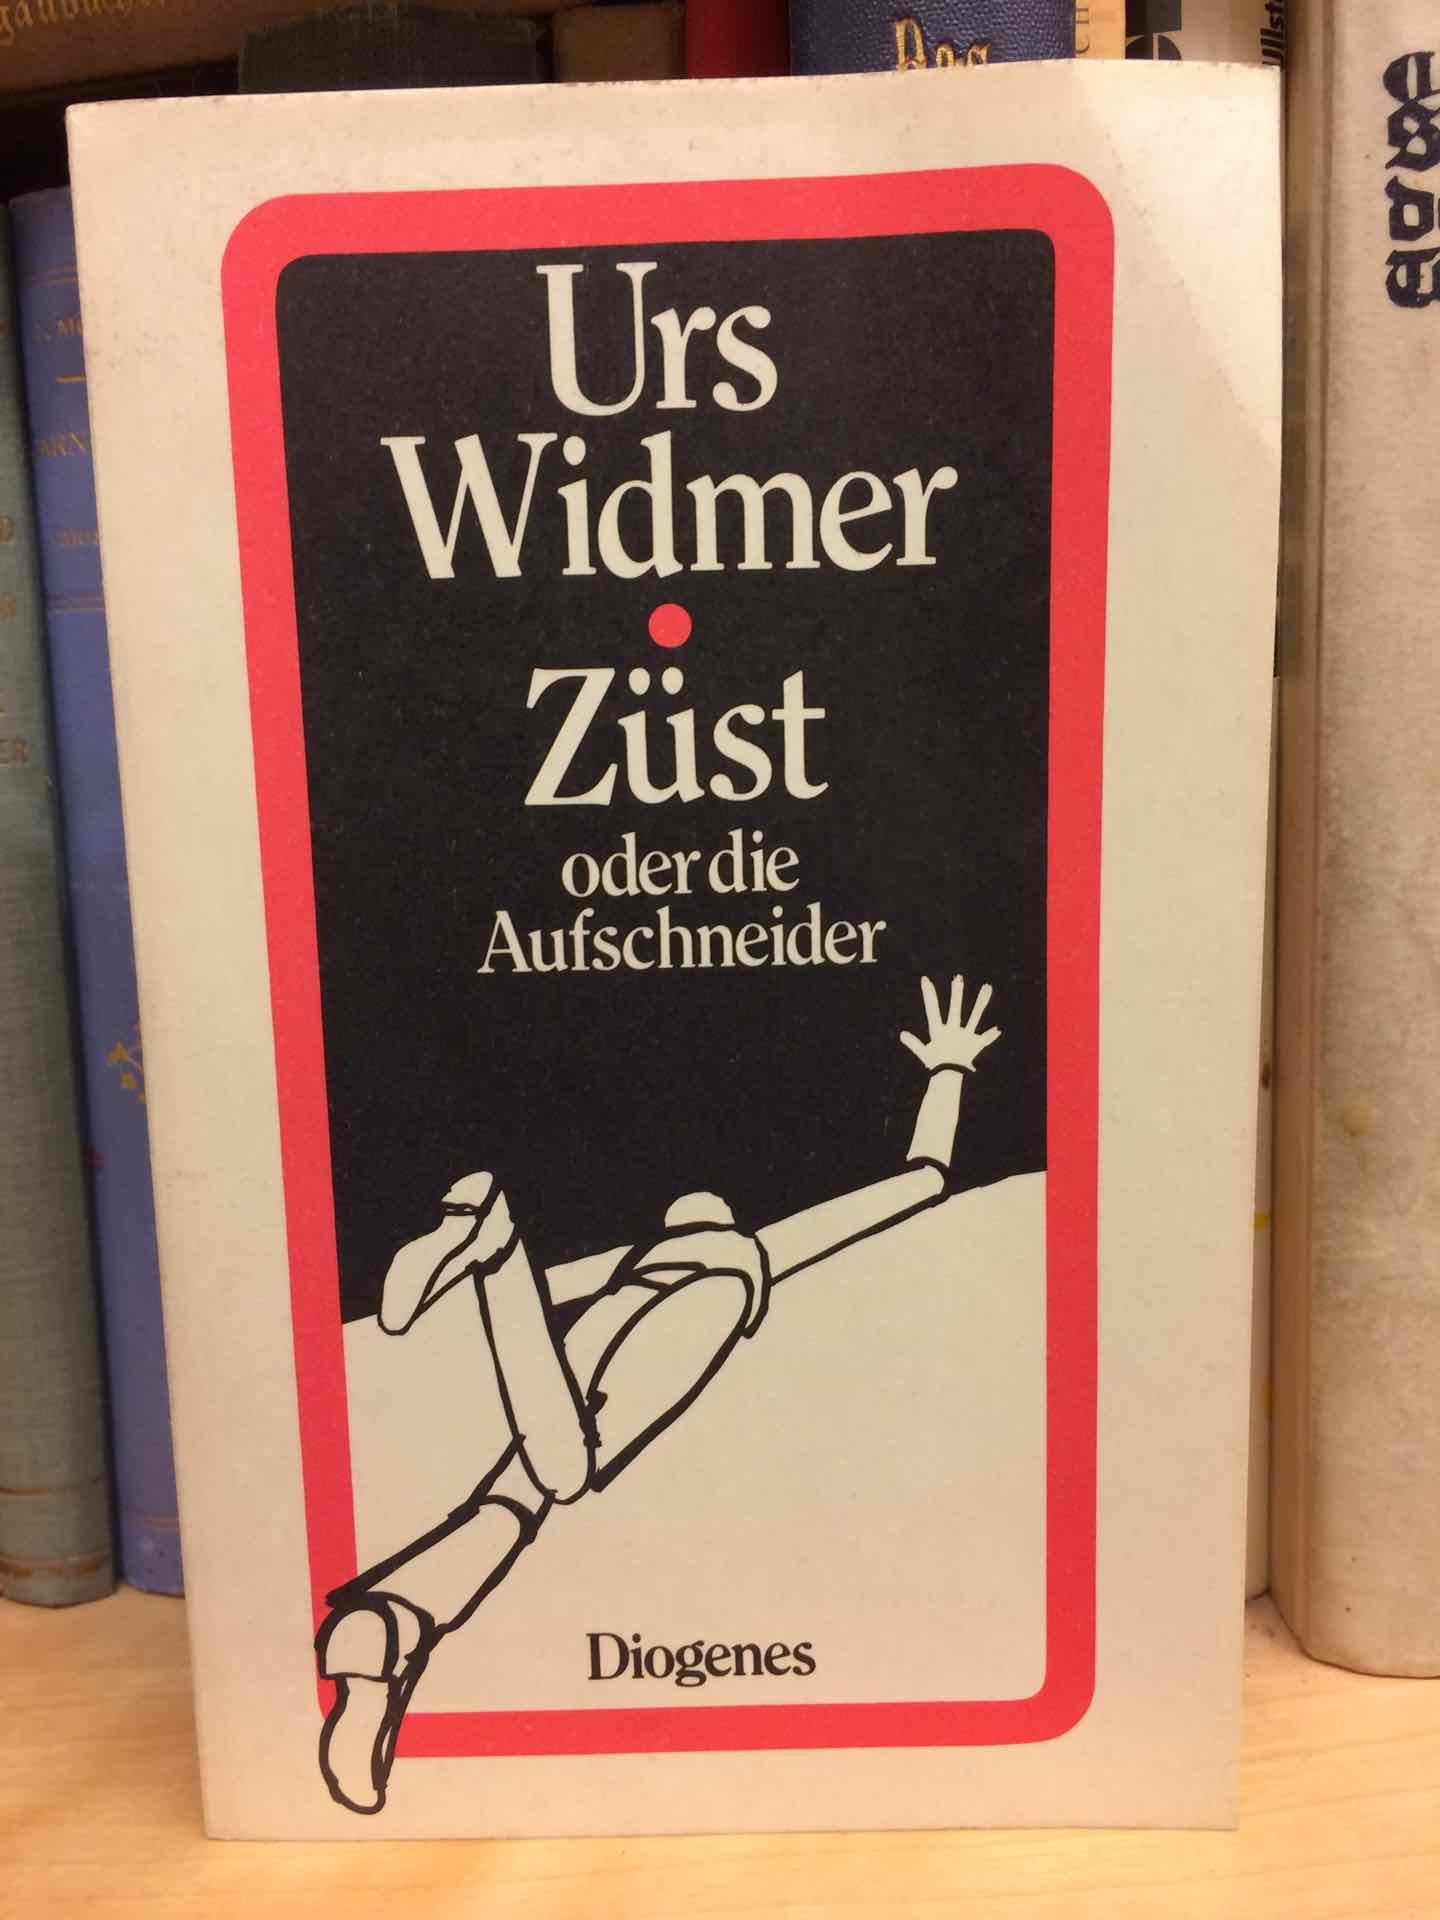 Urs
Widmer
Züst
oder die
Aufschneider
Diogenes